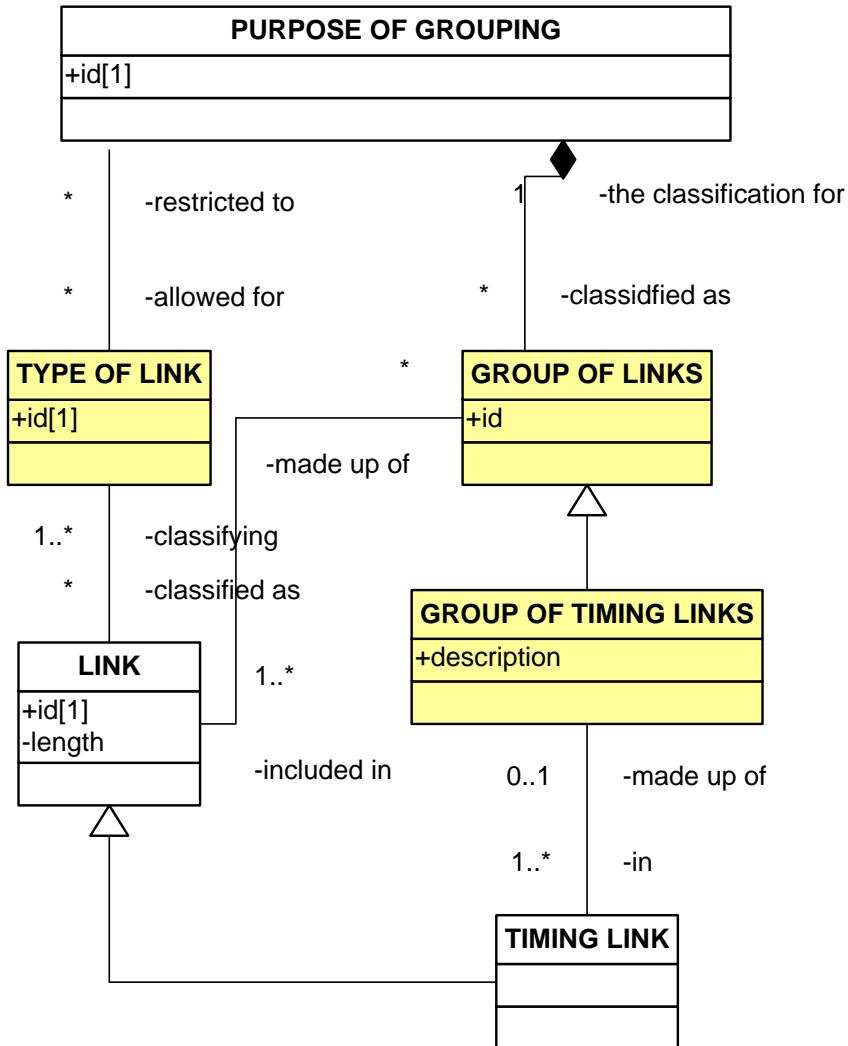 PURPOSE OF GROUPING
+id[1]
* -restricted to
1 -the classification for
* -allowed for
* -classidfied as
TYPE OF LINK
+id[1]
*
GROUP OF LINKS
+id
-made up of
1..* -classifying
* -classified as
GROUP OF TIMING LINKS
+description
LINK
+id[1]
-length
1..*
-included in
0..1 -made up of
1..* -in
TIMING LINK